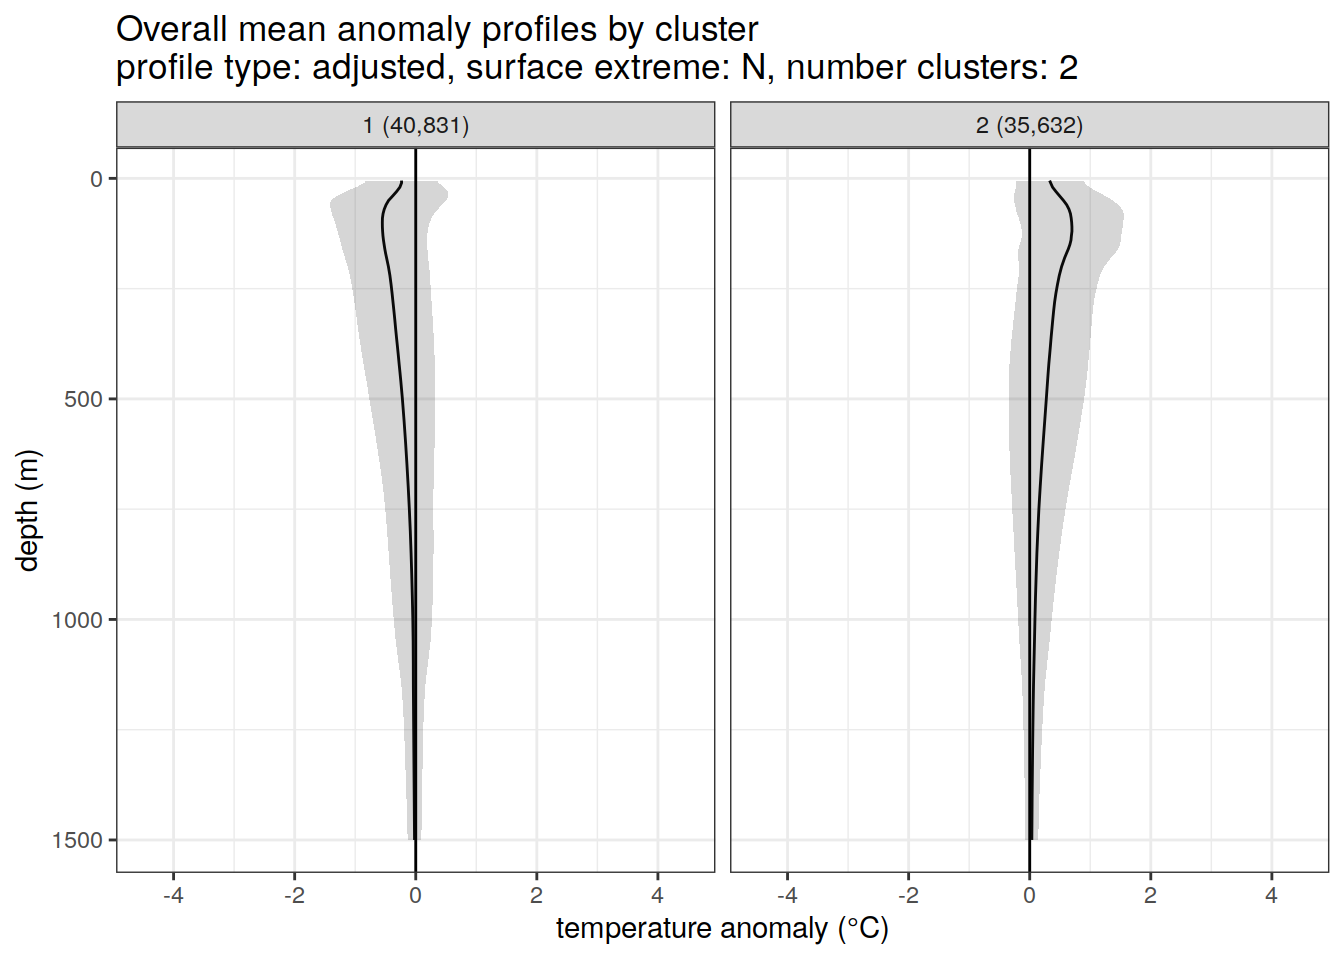 Overall mean anomaly profiles by cluster
profile type: adjusted, surface extreme: N, number clusters: 2
1 (40,831)
2 (35,632)
0
500
1000
1500
depth (m)
-4 -2 0 2 4
-4 -2 0 2 4
temperature anomaly (°C)